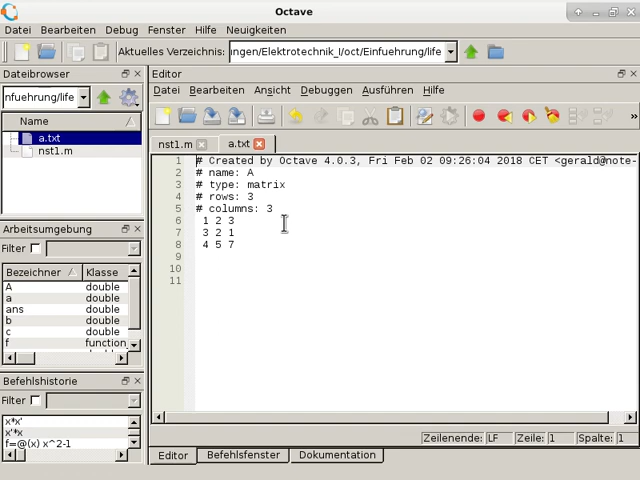 Octave
Datei Bearbeiten Debug Fenster Hilfe Neuigkeiten
Aktuelles Verzeichnis: ıngen/Elektrotechnik_I/oct/Einfuehrung/life
Dateibrowser
nfuehrung/life
Name
a.txt
nst1.m
Arbeitsumgebung
Filter
Bezeichner Klasse
A double
a double
ans double
b double
c double
f function_
Befehlshistorie
Filter
x*x'
x'*x
f=@(x) x^2-1
Editor
Datei Bearbeiten Ansicht Debuggen Ausführen Hilfe
»
nst1.m a.txt
1 # Created by Octave 4.0.3, Fri Feb 02 09:26:04 2018 CET <gerald@note-
2 # name: A
3 # type: matrix
4 # rows: 3
5 # columns: 3
6 1 2 3
7 3 2 1
8 4 5 7
9
10
11
Zeilenende: LF Zeile: 1 Spalte: 1
Editor Befehlsfenster Dokumentation